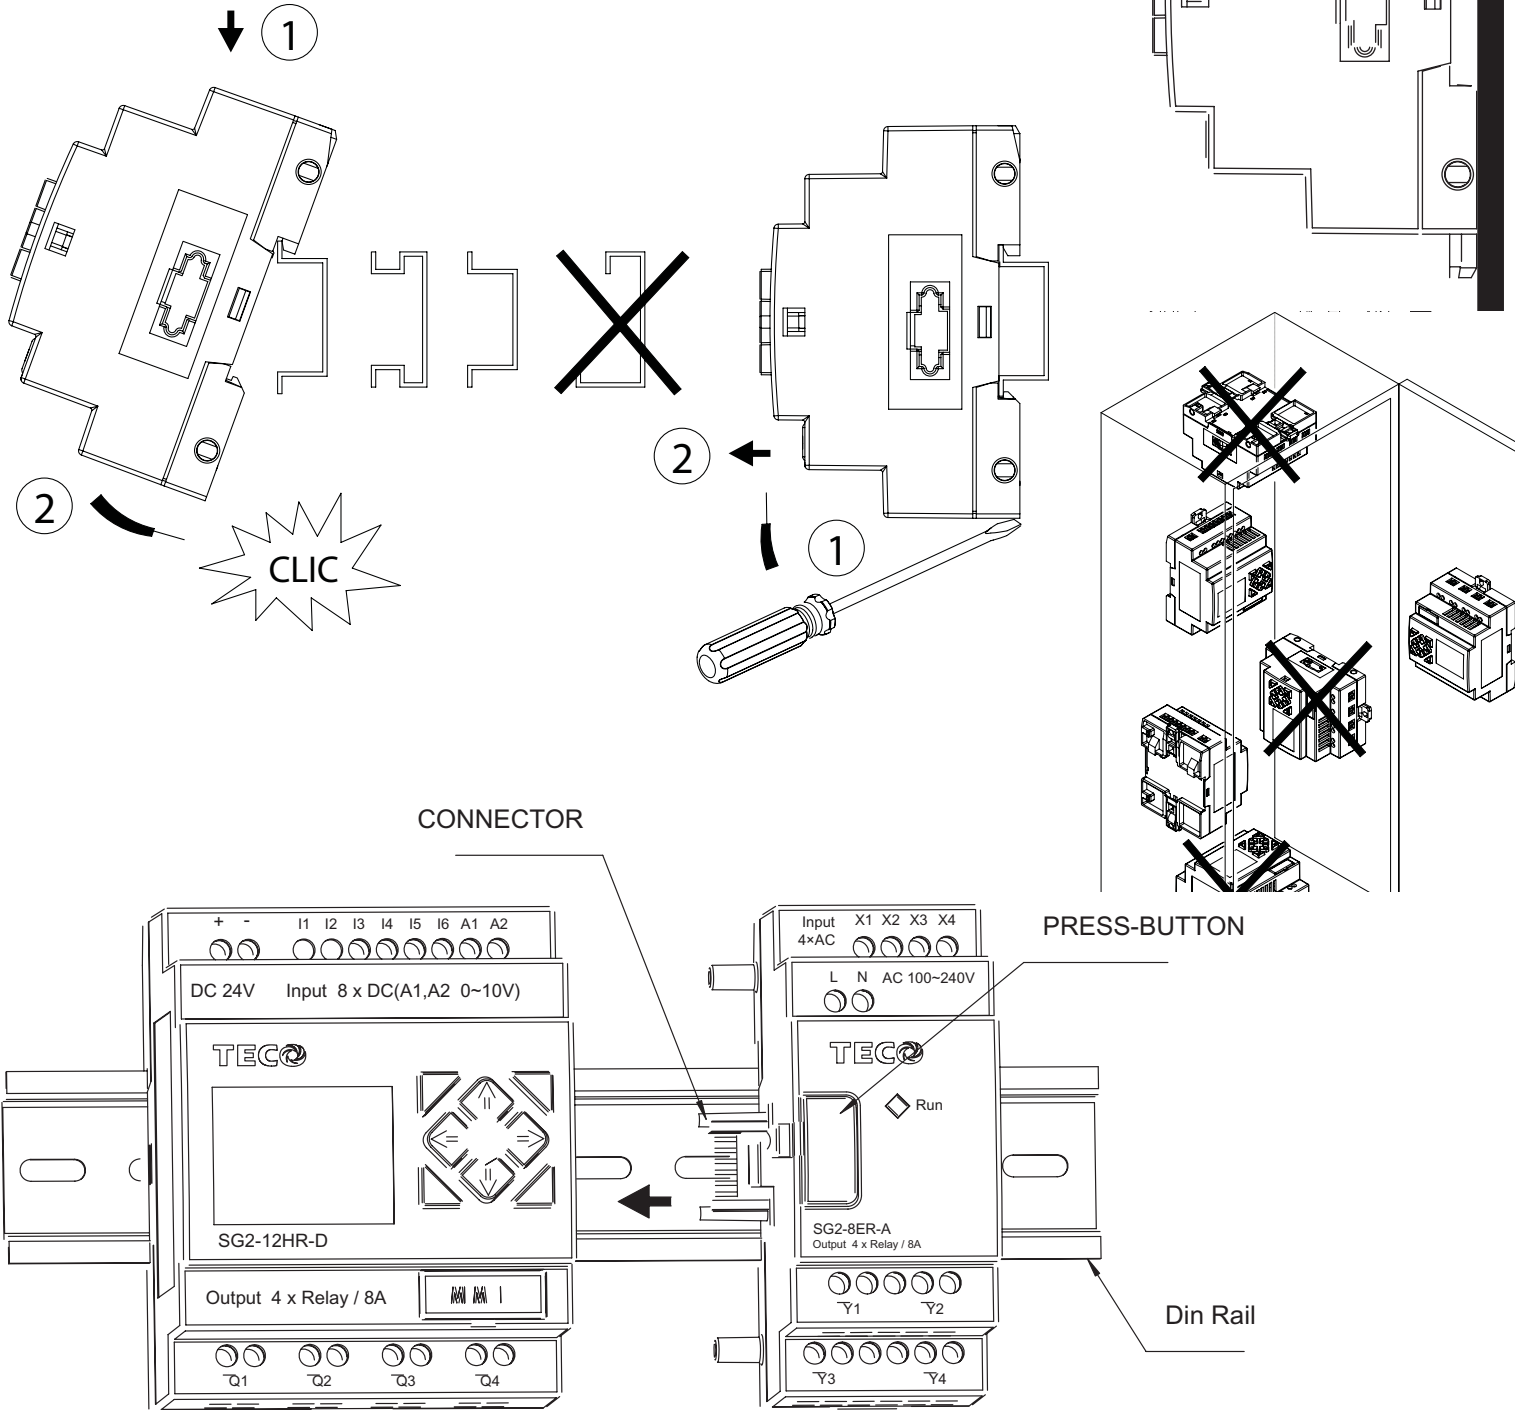 1
2
CLIC
2
1
CONNECTOR
PRESS-BUTTON
+ - I1 I2 I3 I4 I5 I6 A1 A2
DC 24V Input 8 x DC(A1,A2 0~10V)
TECO
SG2-12HR-D
Output 4 x Relay / 8A
Q1 Q2 Q3 Q4
Input X1 X2 X3 X4
4×AC
L N AC 100~240V
TECO
Run
SG2-8ER-A
Output 4 x Relay / 8A
Y1 Y2
Y3 Y4
Din Rail